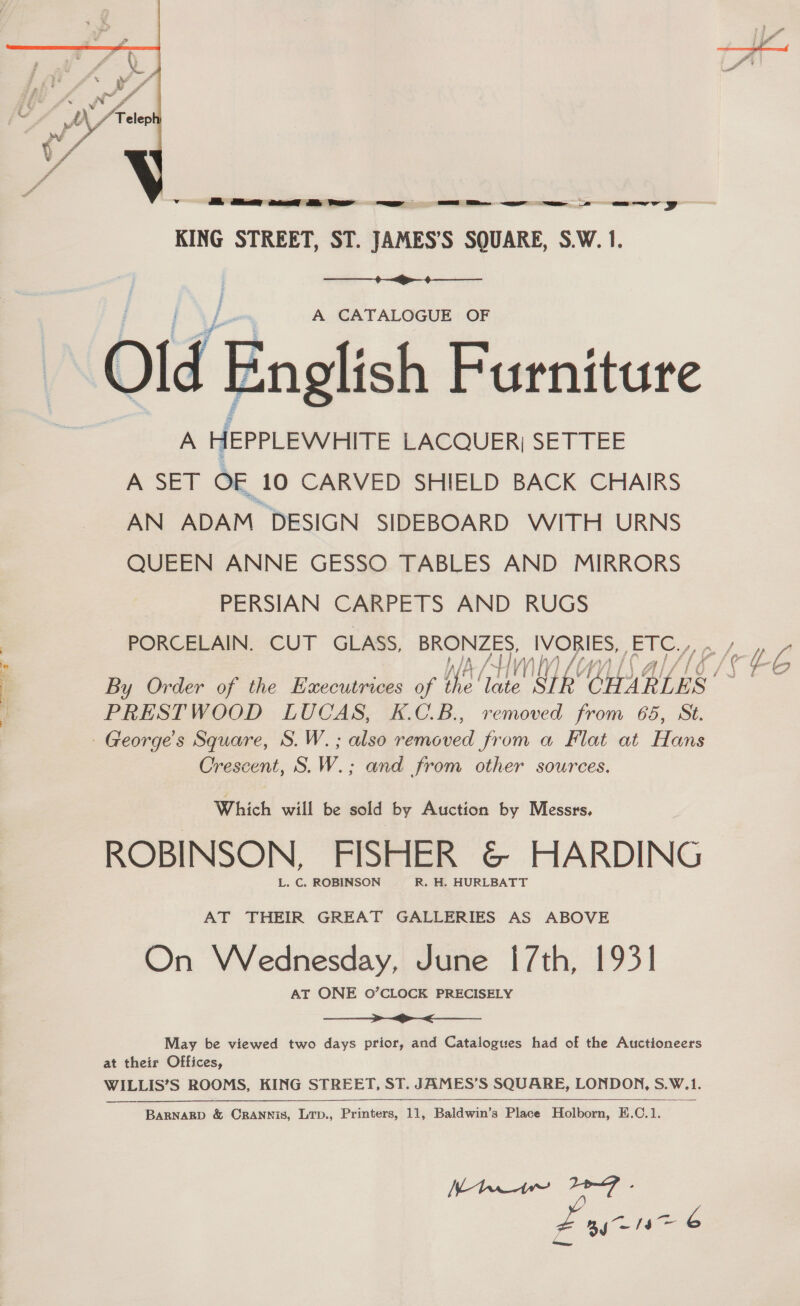 Teleph
KING STREET, ST. JAMES'S SQUARE, S.W. 1.
A CATALOGUE OF
Old English Furniture
A HEPPLEWHITE LACQUER SETTEE
A SET OF 10 CARVED SHIELD BACK CHAIRS
AN ADAM DESIGN SIDEBOARD WITH URNS
QUEEN ANNE GESSO TABLES AND MIRRORS
PERSIAN CARPETS AND RUGS
PORCELAIN. CUT GLASS, BRONZES, IVORIES, ETC.,
By Order of the Executrices of the late SIR CHARLES
PRESTWOOD LUCAS, K.C.B., removed from 65, St.
George's Square, S.W.; also removed from a Flat at Hans
Crescent, S.W.; and from other sources.
Which will be sold by Auction by Messrs.
ROBINSON, FISHER & HARDING
L. C. ROBINSON R. H. HURLBATT
AT THEIR GREAT GALLERIES AS ABOVE
On Wednesday, June 17th, 1931
AT ONE O'CLOCK PRECISELY
May be viewed two days prior, and Catalogues had of the Auctioneers
at their Offices,
WILLIS'S ROOMS, KING STREET, ST. JAMES'S SQUARE, LONDON, S.W.1.
BARNARD & CRANNIS, LTD., Printers, 11, Baldwin's Place Holborn, E.C.1.